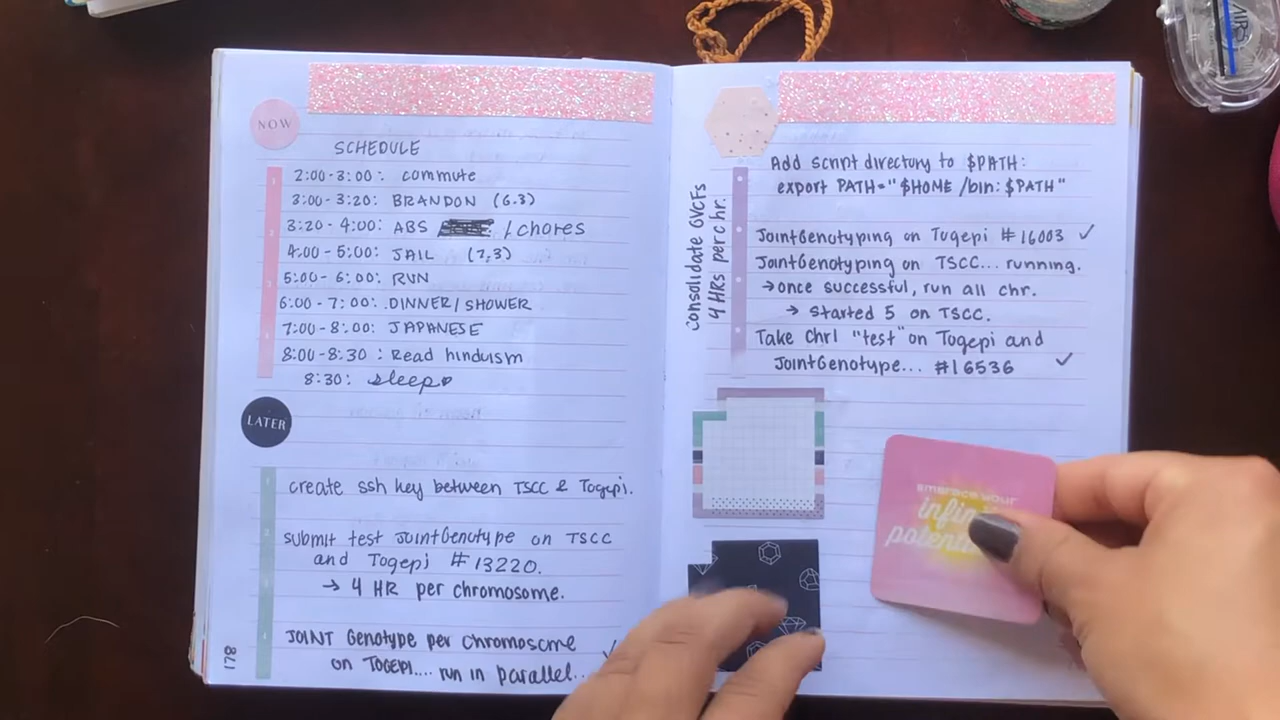 NOW
SCHEDULE
2:00-3:00: commute
3:00-3:20: BRANDON (6.3)
3:20-4:00: ABS / chores
4:00-5:00: JAIL (7.3)
5:00-6:00: RUN
6:00-7:00: DINNER/SHOWER
7:00-8:00: JAPANESE
8:00-8:30: Read hinduism
8:30: sleep
LATER
create ssh key between TSCC & Togepi.
submit test JointGenotype on TSCC
and Togepi #13220.
→ 4 HR per chromosome.
JOINT Genotype per chromosome
on TOGEPI.... run in parallel...
178
consolidate GVCFs
4 HRs per chr.
Add script directory to $PATH:
export PATH="$HOME/bin:$PATH"
JointGenotyping on Togepi #16003 ✓
JointGenotyping on TSCC... running.
→ once successful, run all chr.
→ Started 5 on TSCC.
Take Chr1 "test" on Togepi and
JointGenotype... #16536 ✓
embrace your